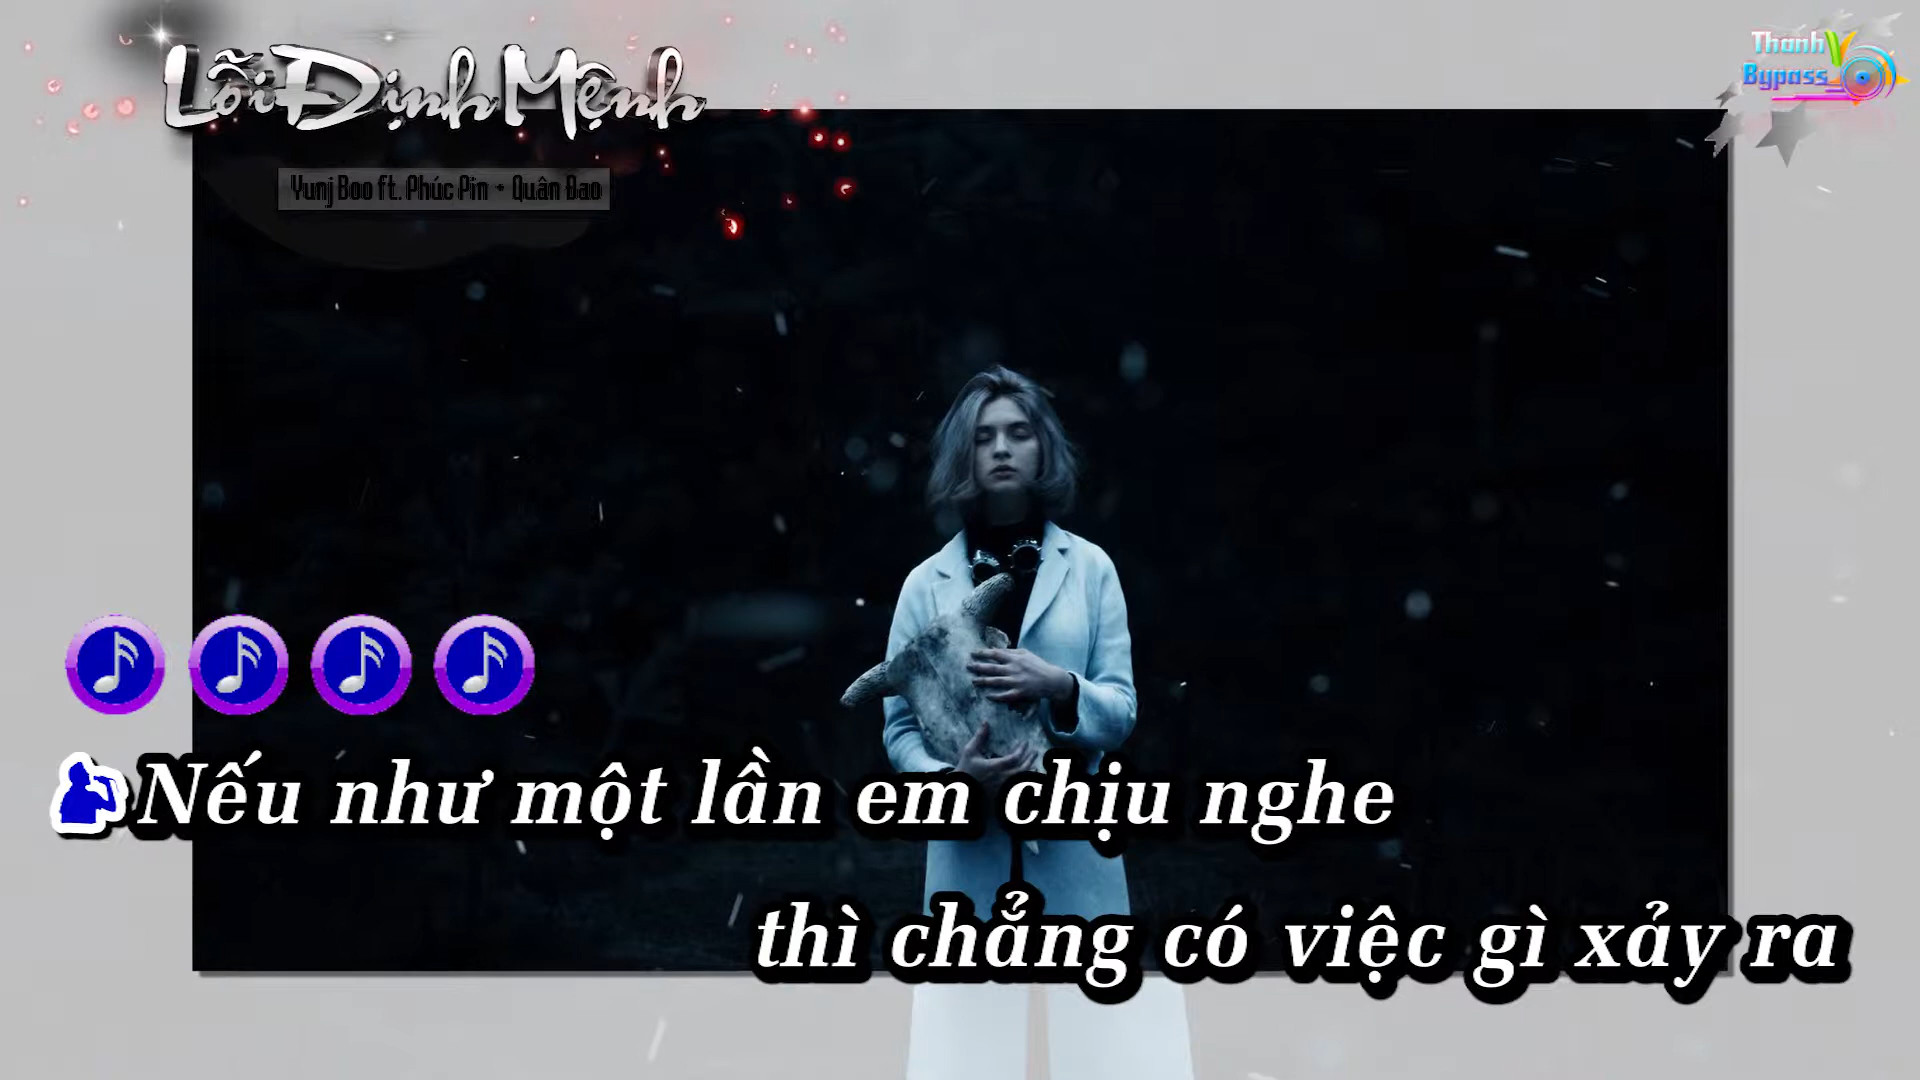 Lỗi Định Mệnh
Thanh V
Bypass
Yunj Boo ft. Phúc Pin + Quân Bao
Nếu như một lần em chịu nghe
thì chẳng có việc gì xảy ra